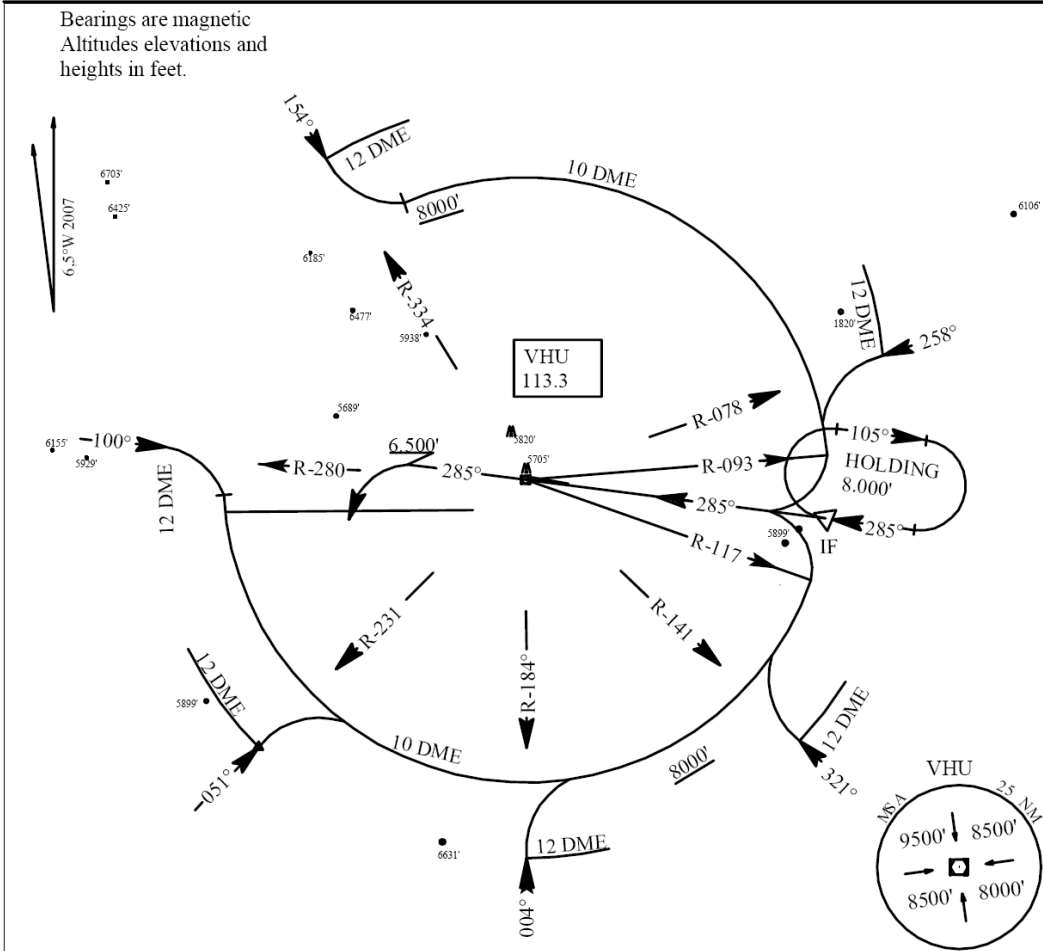 Bearings are magnetic
Altitudes elevations and
heights in feet.
154°
12 DME
10 DME
8000'
6703'
6425'
6,5°W 2007
6106'
6185'
R-334
6477'
5938'
12 DME
1820'
258°
VHU
113.3
R-078
5689'
6.500'
5820'
5705'
105°
6155'
5929'
100°
R-280
285°
R-093
HOLDING
8.000'
12 DME
285°
285°
5899'
IF
R-117
R-231
R-141
R-184°
12 DME
5899'
10 DME
8000'
12 DME
051°
321°
6631'
12 DME
004°
VHU
MSA
25 NM
9500'
8500'
8500'
8000'